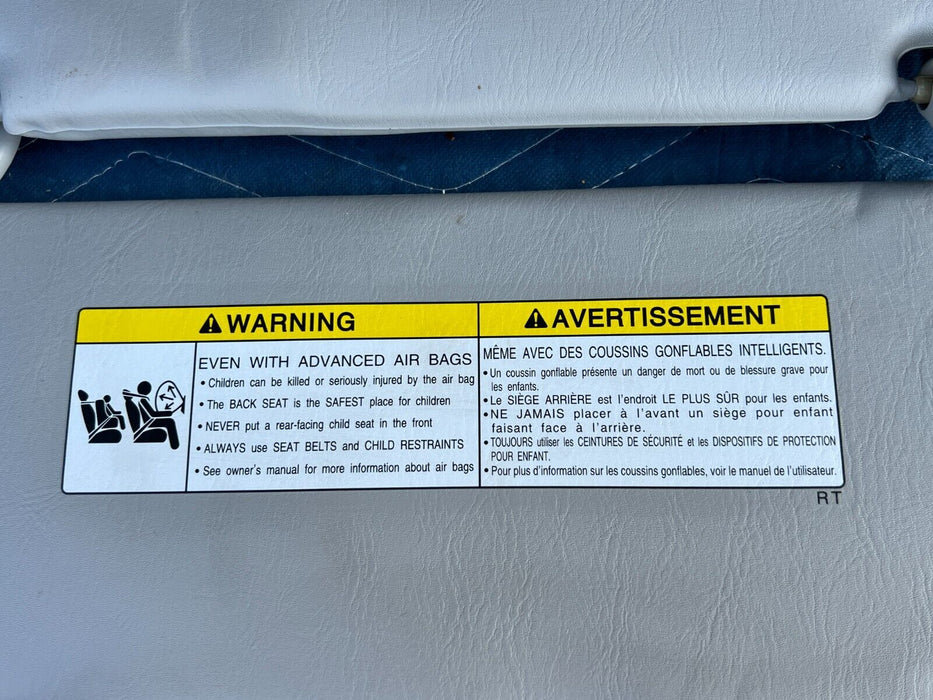 WARNING
EVEN WITH ADVANCED AIR BAGS
• Children can be killed or seriously injured by the air bag
• The BACK SEAT is the SAFEST place for children
• NEVER put a rear-facing child seat in the front
• ALWAYS use SEAT BELTS and CHILD RESTRAINTS
• See owner's manual for more information about air bags
AVERTISSEMENT
MÊME AVEC DES COUSSINS GONFLABLES INTELLIGENTS.
• Un coussin gonflable présente un danger de mort ou de blessure grave pour
les enfants.
• Le SIÈGE ARRIÈRE est l'endroit LE PLUS SÛR pour les enfants.
• NE JAMAIS placer à l'avant un siège pour enfant
faisant face à l'arrière.
• TOUJOURS utiliser les CEINTURES DE SÉCURITÉ et les DISPOSITIFS DE PROTECTION
POUR ENFANT.
• Pour plus d'information sur les coussins gonflables, voir le manuel de l'utilisateur.
RT